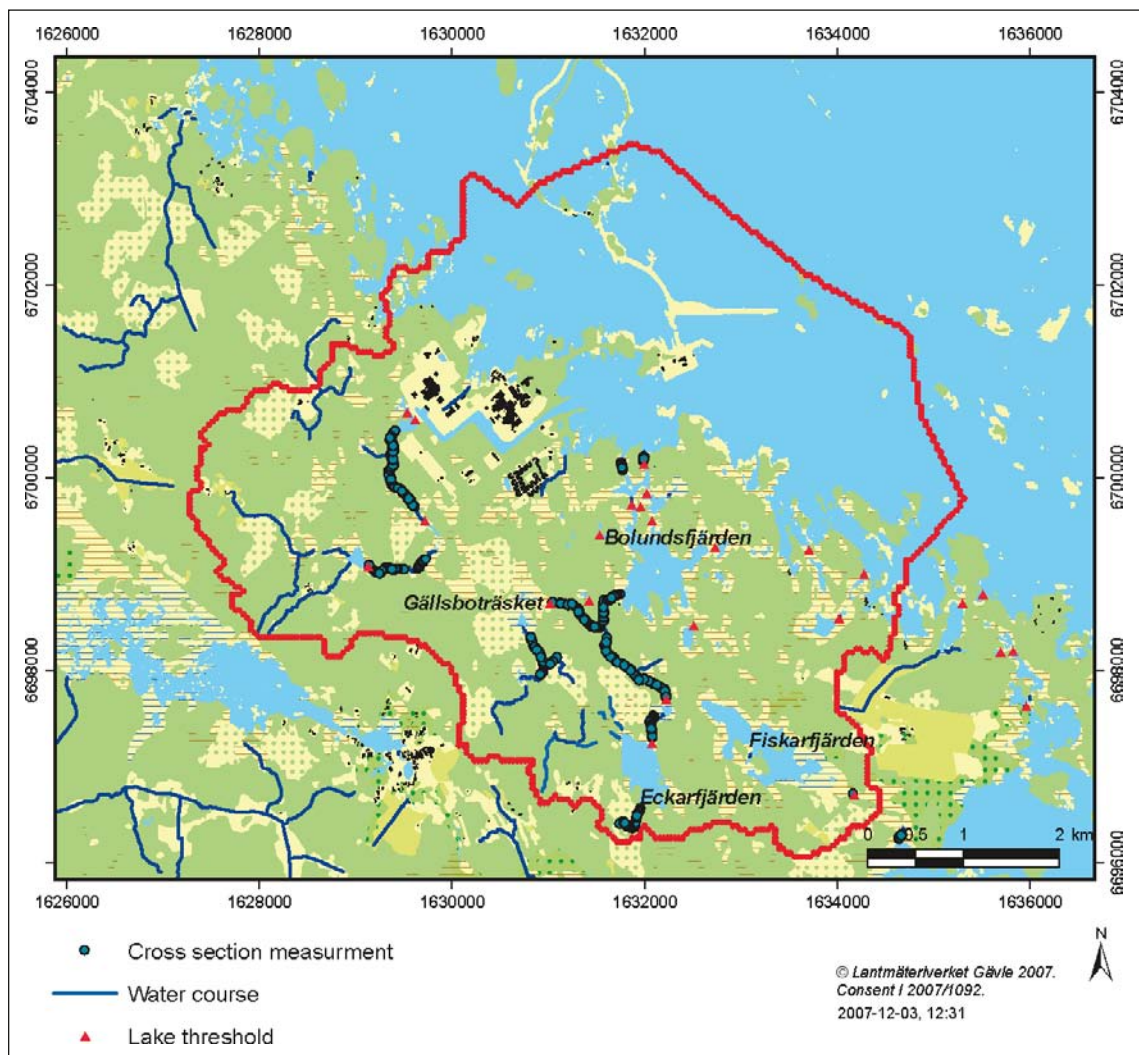 1626000 1628000 1630000 1632000 1634000 1636000
6704000 6704000
6702000 6702000
6700000 6700000
Bolundsfjärden
Gällsboträsket
6698000 6698000
Fiskarfjärden
Eckarfjärden
0 0.5 1 2 km
6696000
1626000 1628000 1630000 1632000 1634000 1636000
Cross section measurment
Water course
Lake threshold
N
© Lantmäteriverket Gävle 2007.
Consent I 2007/1092.
2007-12-03, 12:31